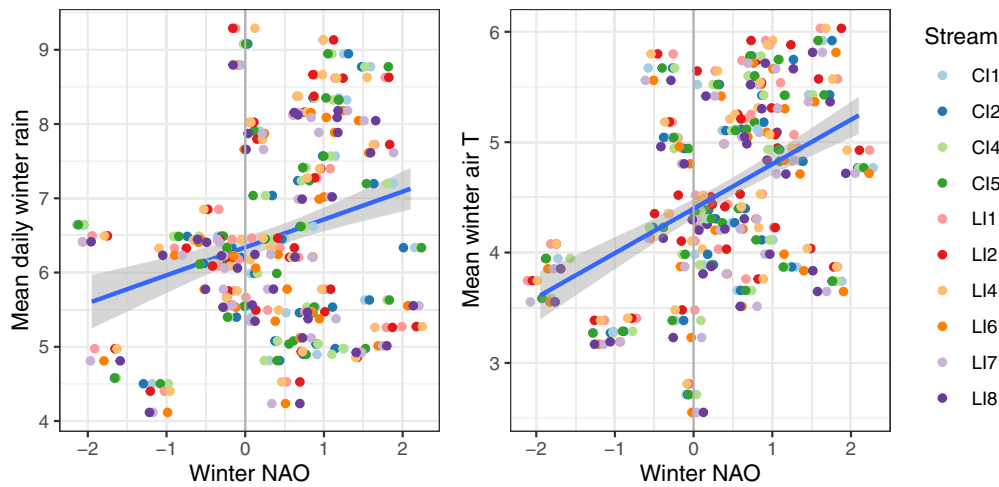 Mean daily winter rain
9
8
7
6
5
4
−2
−1
0
1
2
Winter NAO
Mean winter air T
6
5
4
3
−2
−1
0
1
2
Winter NAO
Stream
CI1
CI2
CI4
CI5
LI1
LI2
LI4
LI6
LI7
LI8